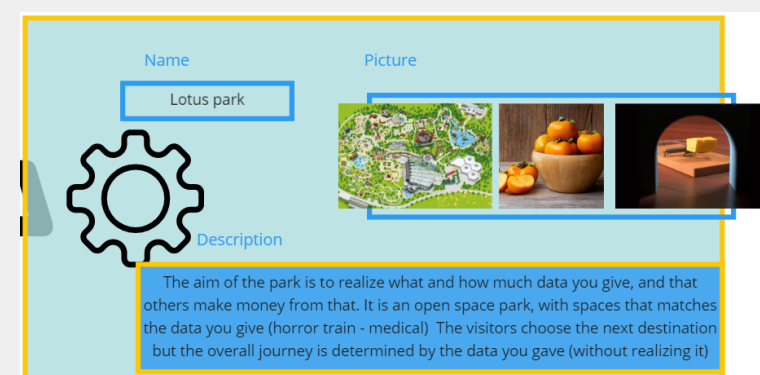 Name
Picture
Lotus park
Description
The aim of the park is to realize what and how much data you give, and that
others make money from that. It is an open space park, with spaces that matches
the data you give (horror train - medical)  The visitors choose the next destination
but the overall journey is determined by the data you gave (without realizing it)